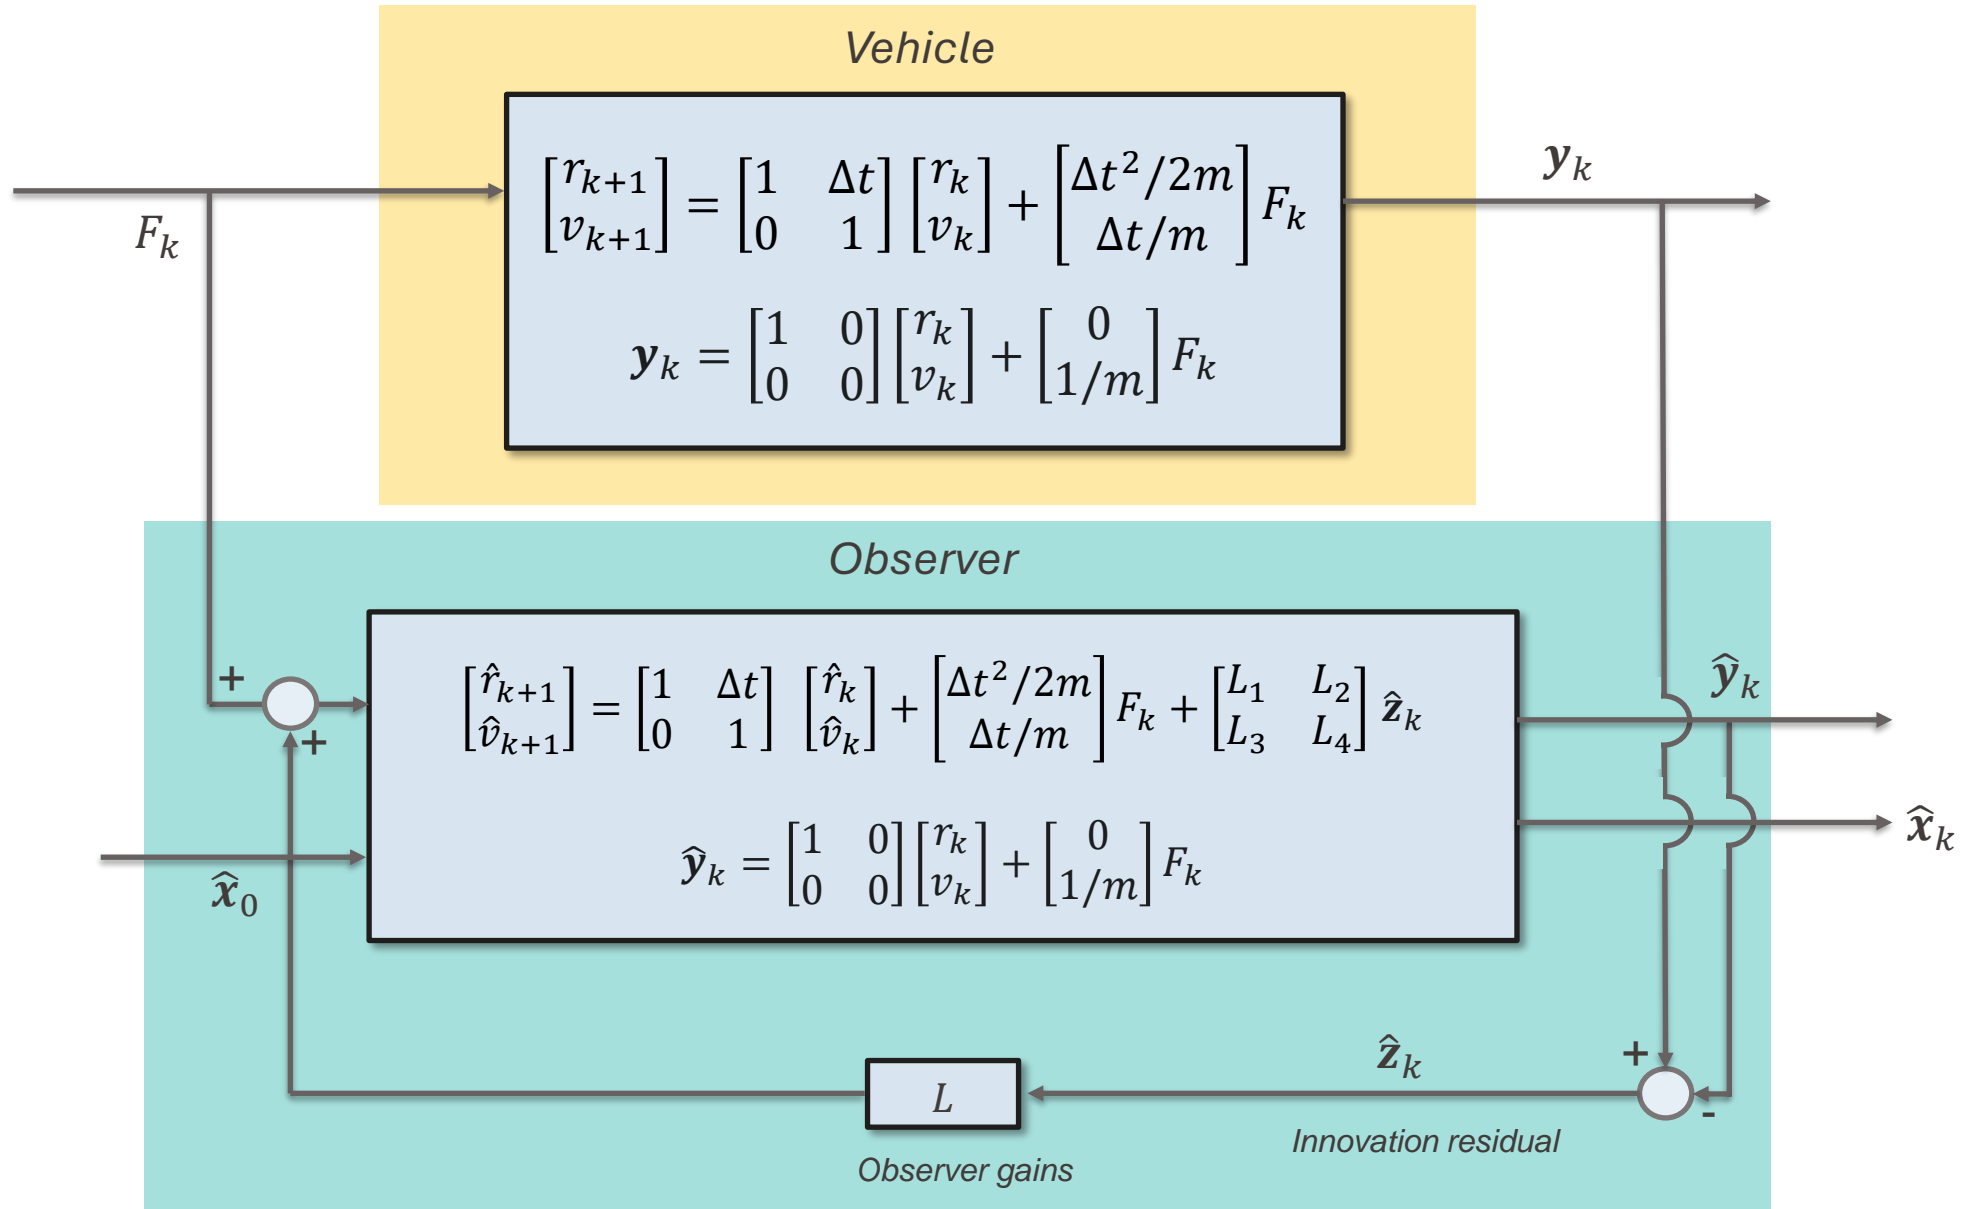 Vehicle
[r_{k+1}; v_{k+1}] = [1 Δt; 0 1] [r_k; v_k] + [Δt²/2m; Δt/m] F_k
y_k
F_k
y_k = [1 0; 0 0] [r_k; v_k] + [0; 1/m] F_k
Observer
+
[r̂_{k+1}; v̂_{k+1}] = [1 Δt; 0 1] [r̂_k; v̂_k] + [Δt²/2m; Δt/m] F_k + [L_1 L_2; L_3 L_4] ẑ_k
ŷ_k
+
ŷ_k = [1 0; 0 0] [r_k; v_k] + [0; 1/m] F_k
x̂_k
x̂_0
ẑ_k
+
L
-
Innovation residual
Observer gains